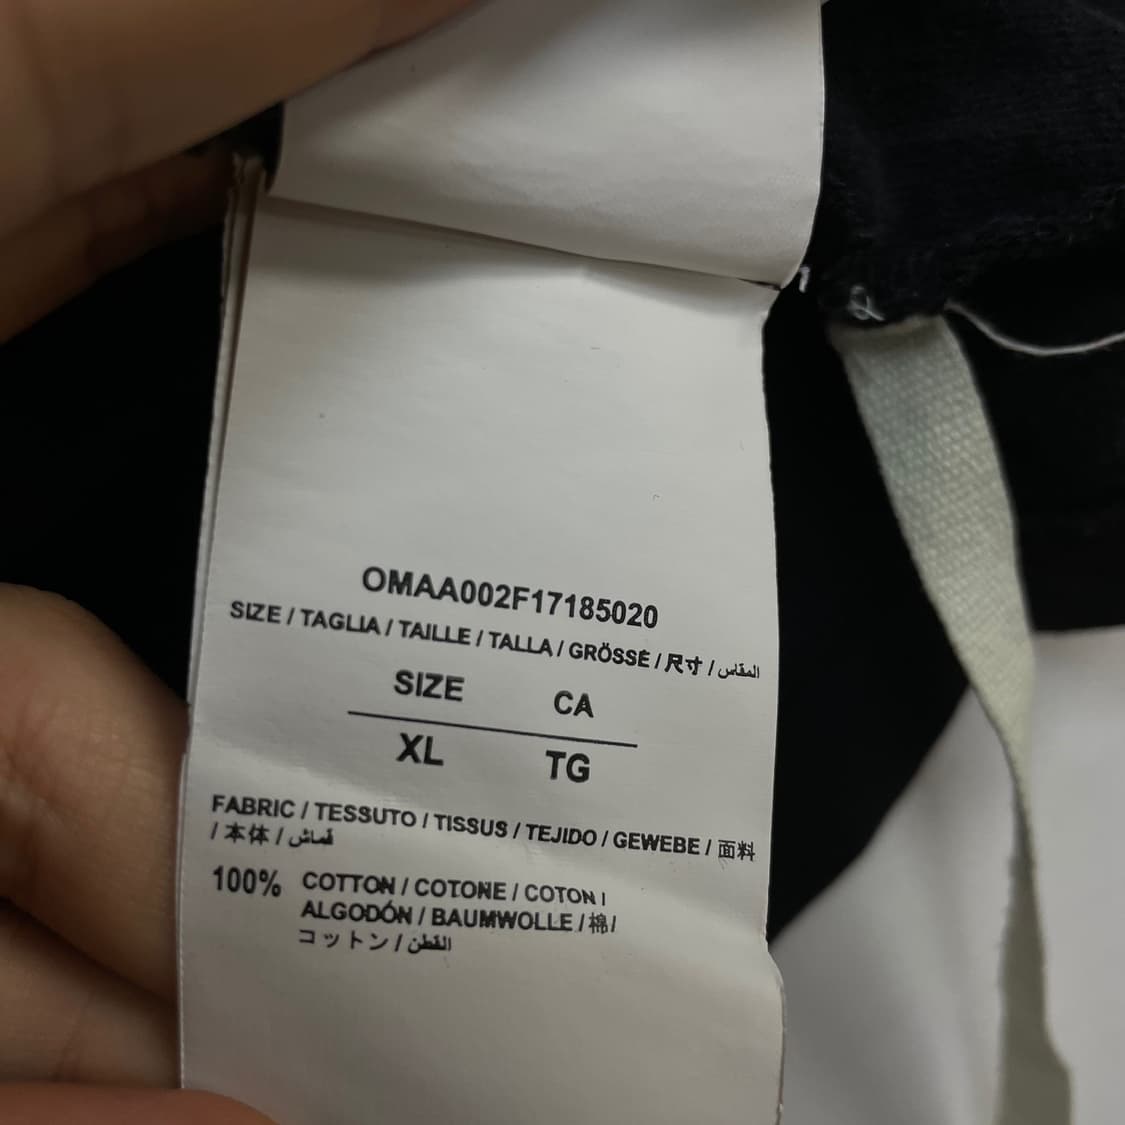 OMAA002F17185020
SIZE / TAGLIA / TAILLE / TALLA / GRÖSSE / 尺寸 / المقاس
SIZE CA
XL TG
FABRIC / TESSUTO / TISSUS / TEJIDO / GEWEBE / 面料
/ 本体 / قماش
100% COTTON / COTONE / COTON /
ALGODÓN / BAUMWOLLE / 棉 /
コットン / القطن